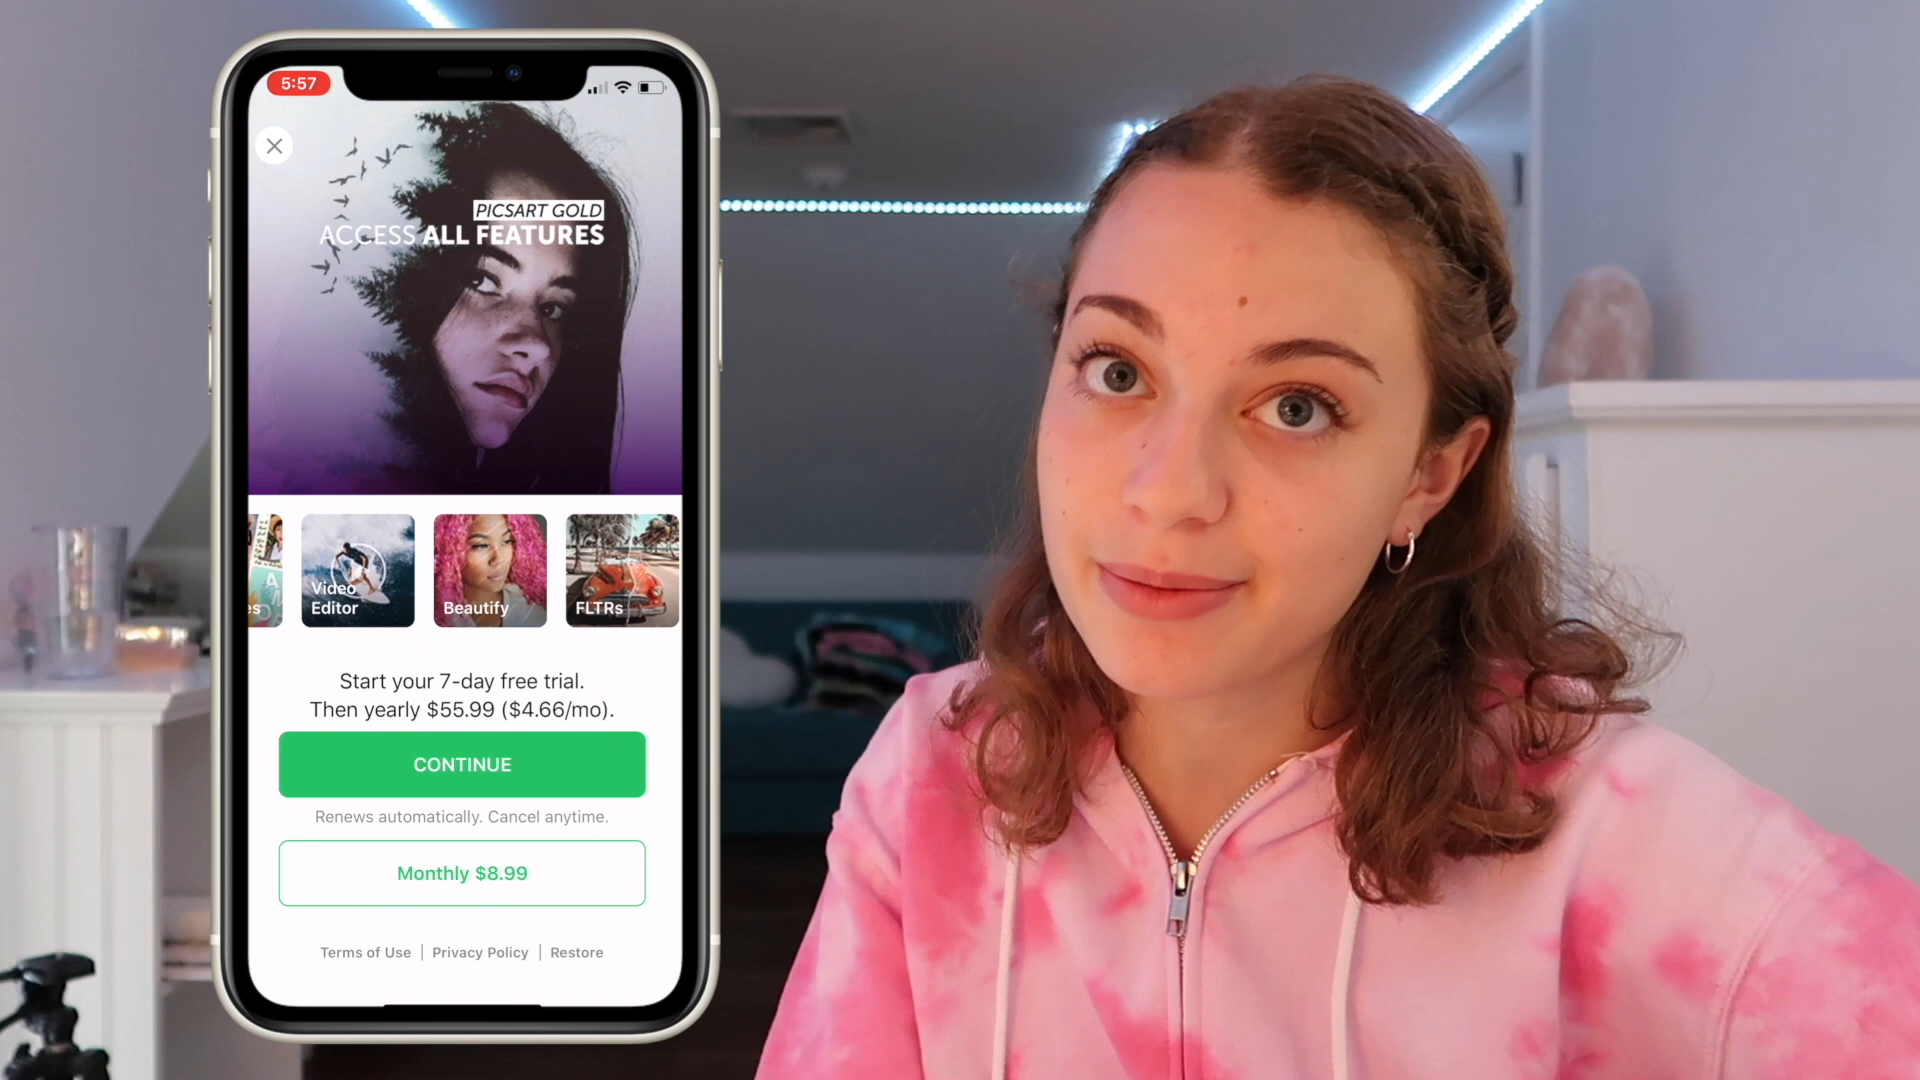 5:57
PICSART GOLD
ACCESS ALL FEATURES
es
Video
Editor
Beautify
FLTRs
Start your 7-day free trial.
Then yearly $55.99 ($4.66/mo).
CONTINUE
Renews automatically. Cancel anytime.
Monthly $8.99
Terms of Use | Privacy Policy | Restore